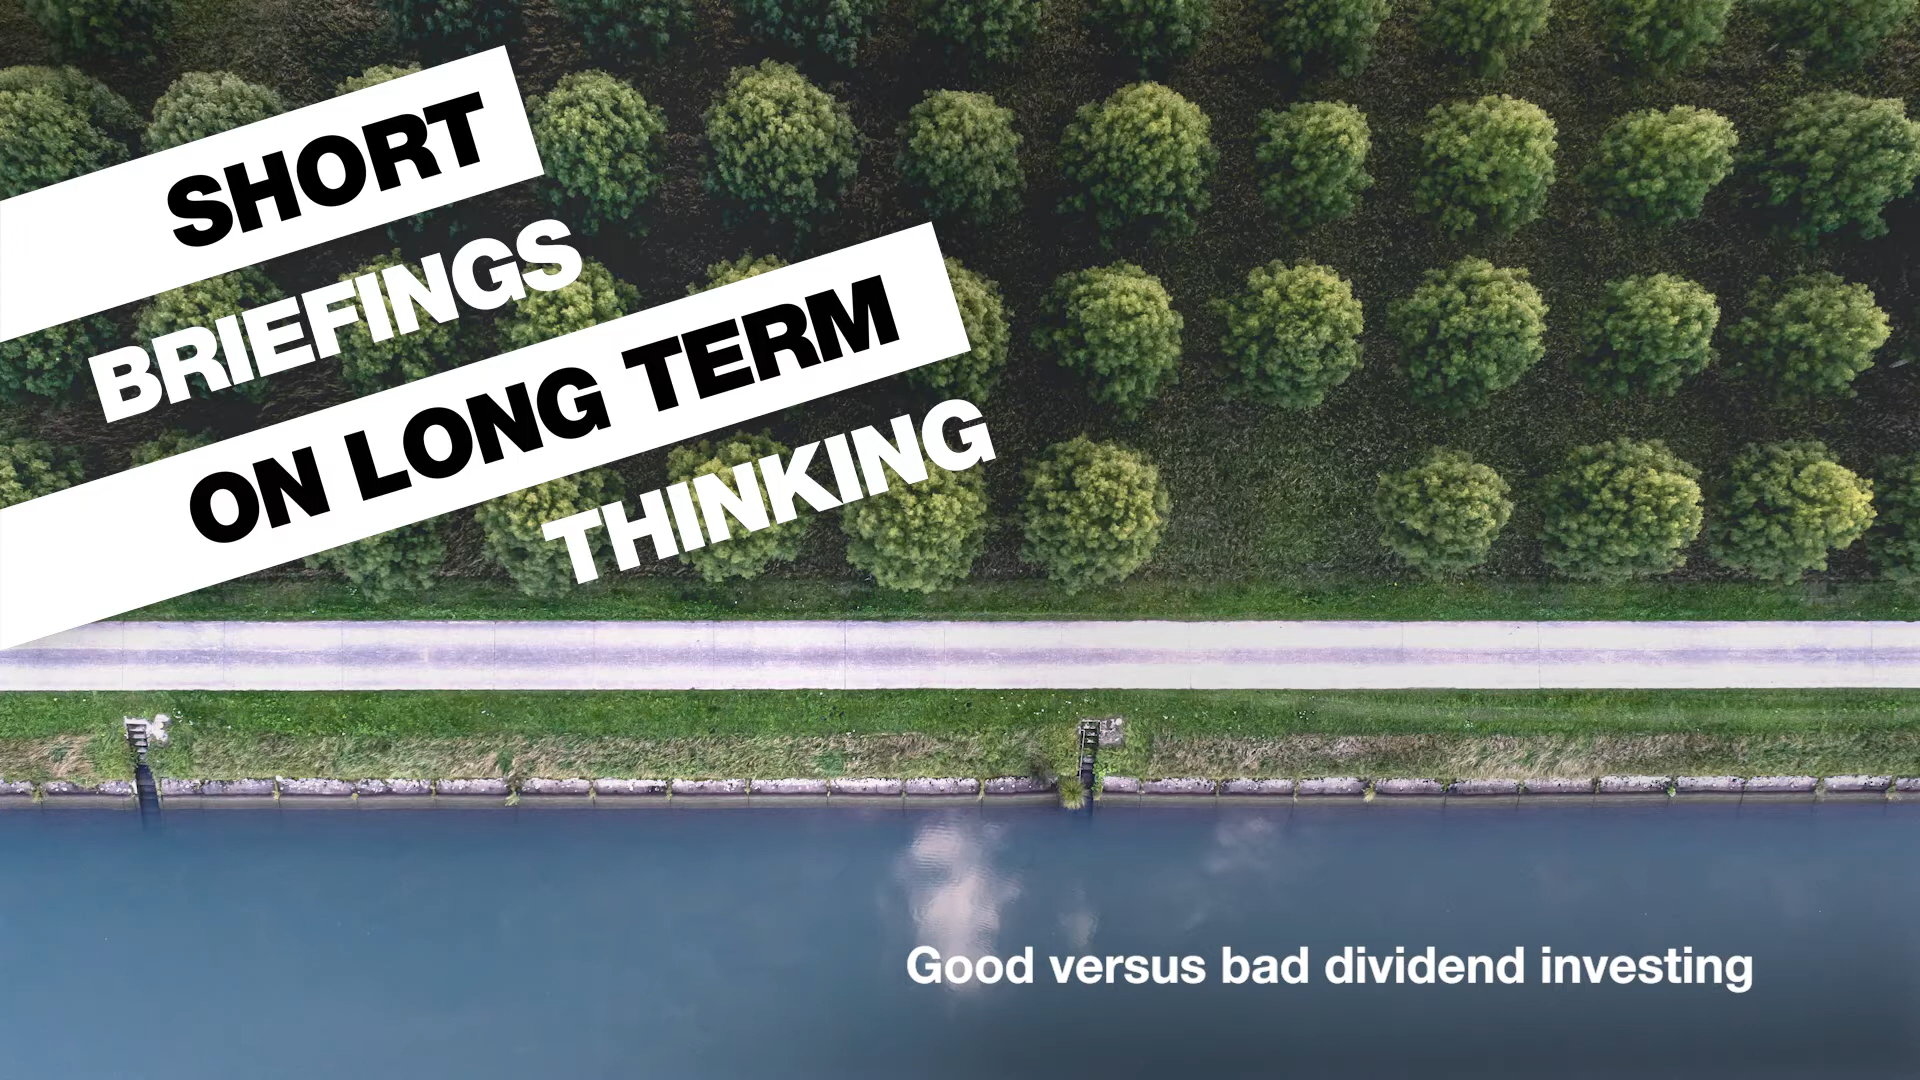 SHORT
BRIEFINGS
ON LONG TERM
THINKING
Good versus bad dividend investing